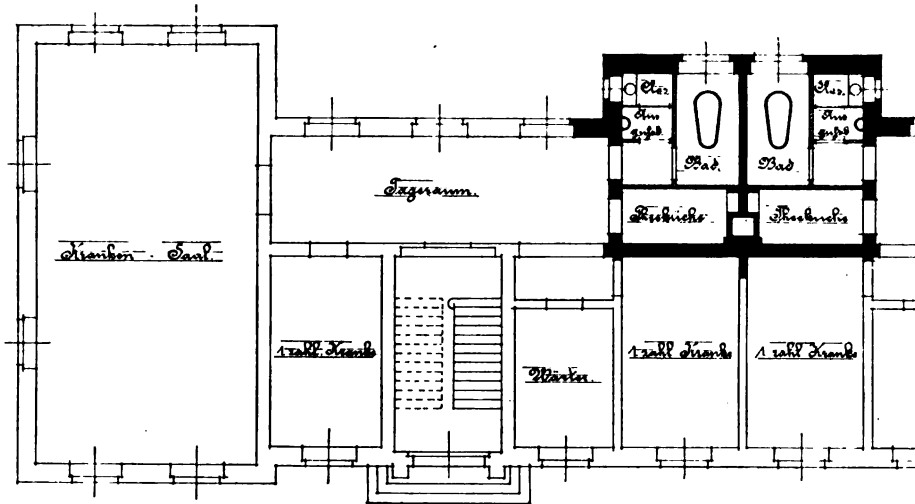 Bad.
Bad.
Tageraum.
Theeküche
Theeküche
Kranken - Saal.
1 zahl. Kranke
1 zahl Kranke
1 zahl Kranke
Wärter.